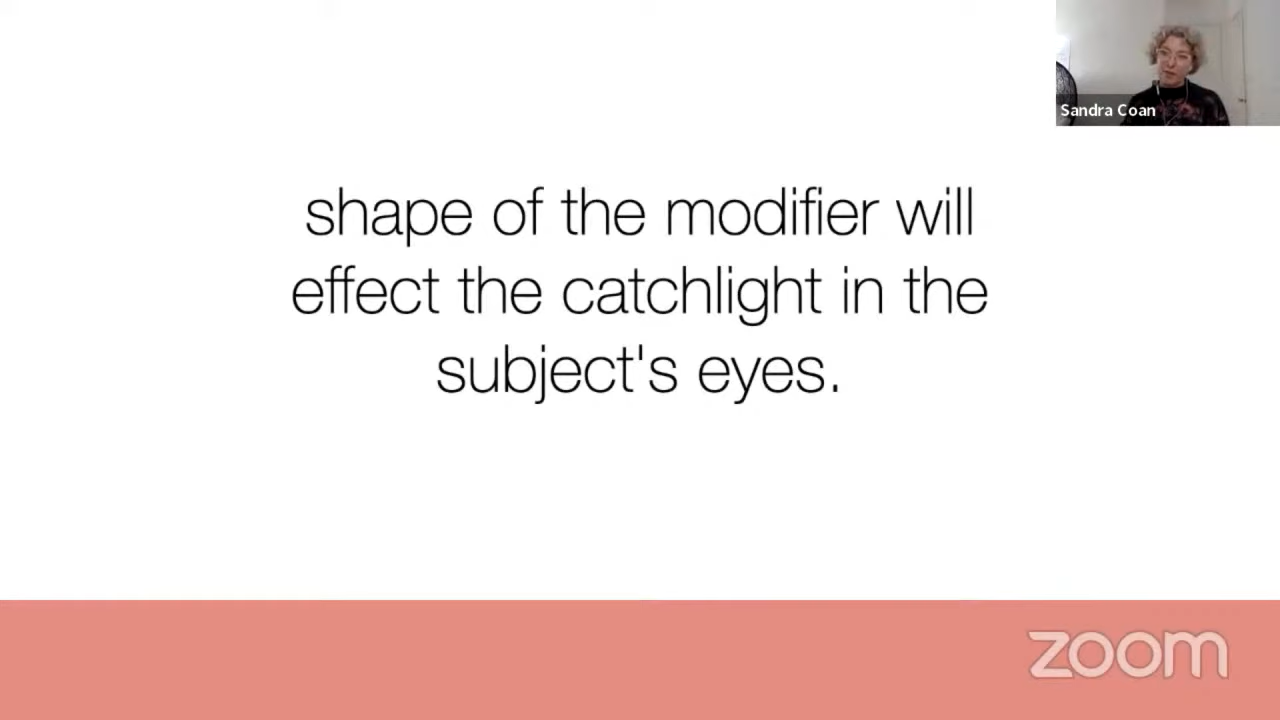 Sandra Coan
shape of the modifier will
effect the catchlight in the
subject's eyes.
zoom